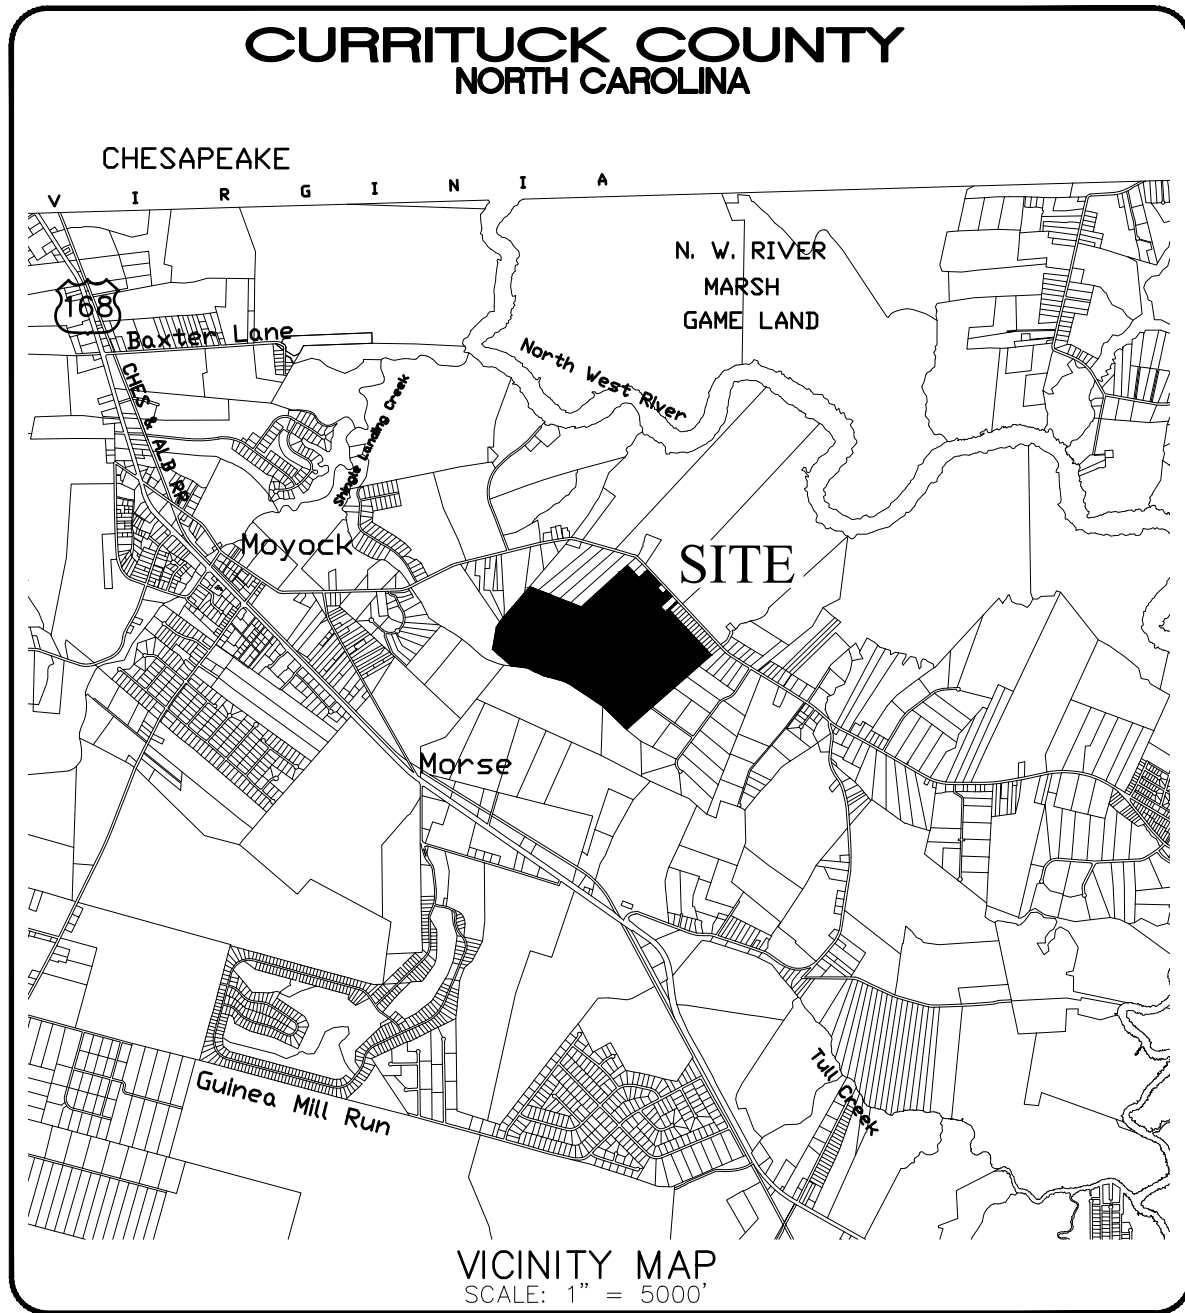 CURRITUCK COUNTY
NORTH CAROLINA
CHESAPEAKE
V I R G I N I A
N. W. RIVER
MARSH
GAME LAND
168
Baxter Lane
North West River
CHES & ALB RR
Shingle Landing Creek
Moyock
SITE
Morse
Guinea Mill Run
Tull Creek
VICINITY MAP
SCALE: 1" = 5000'